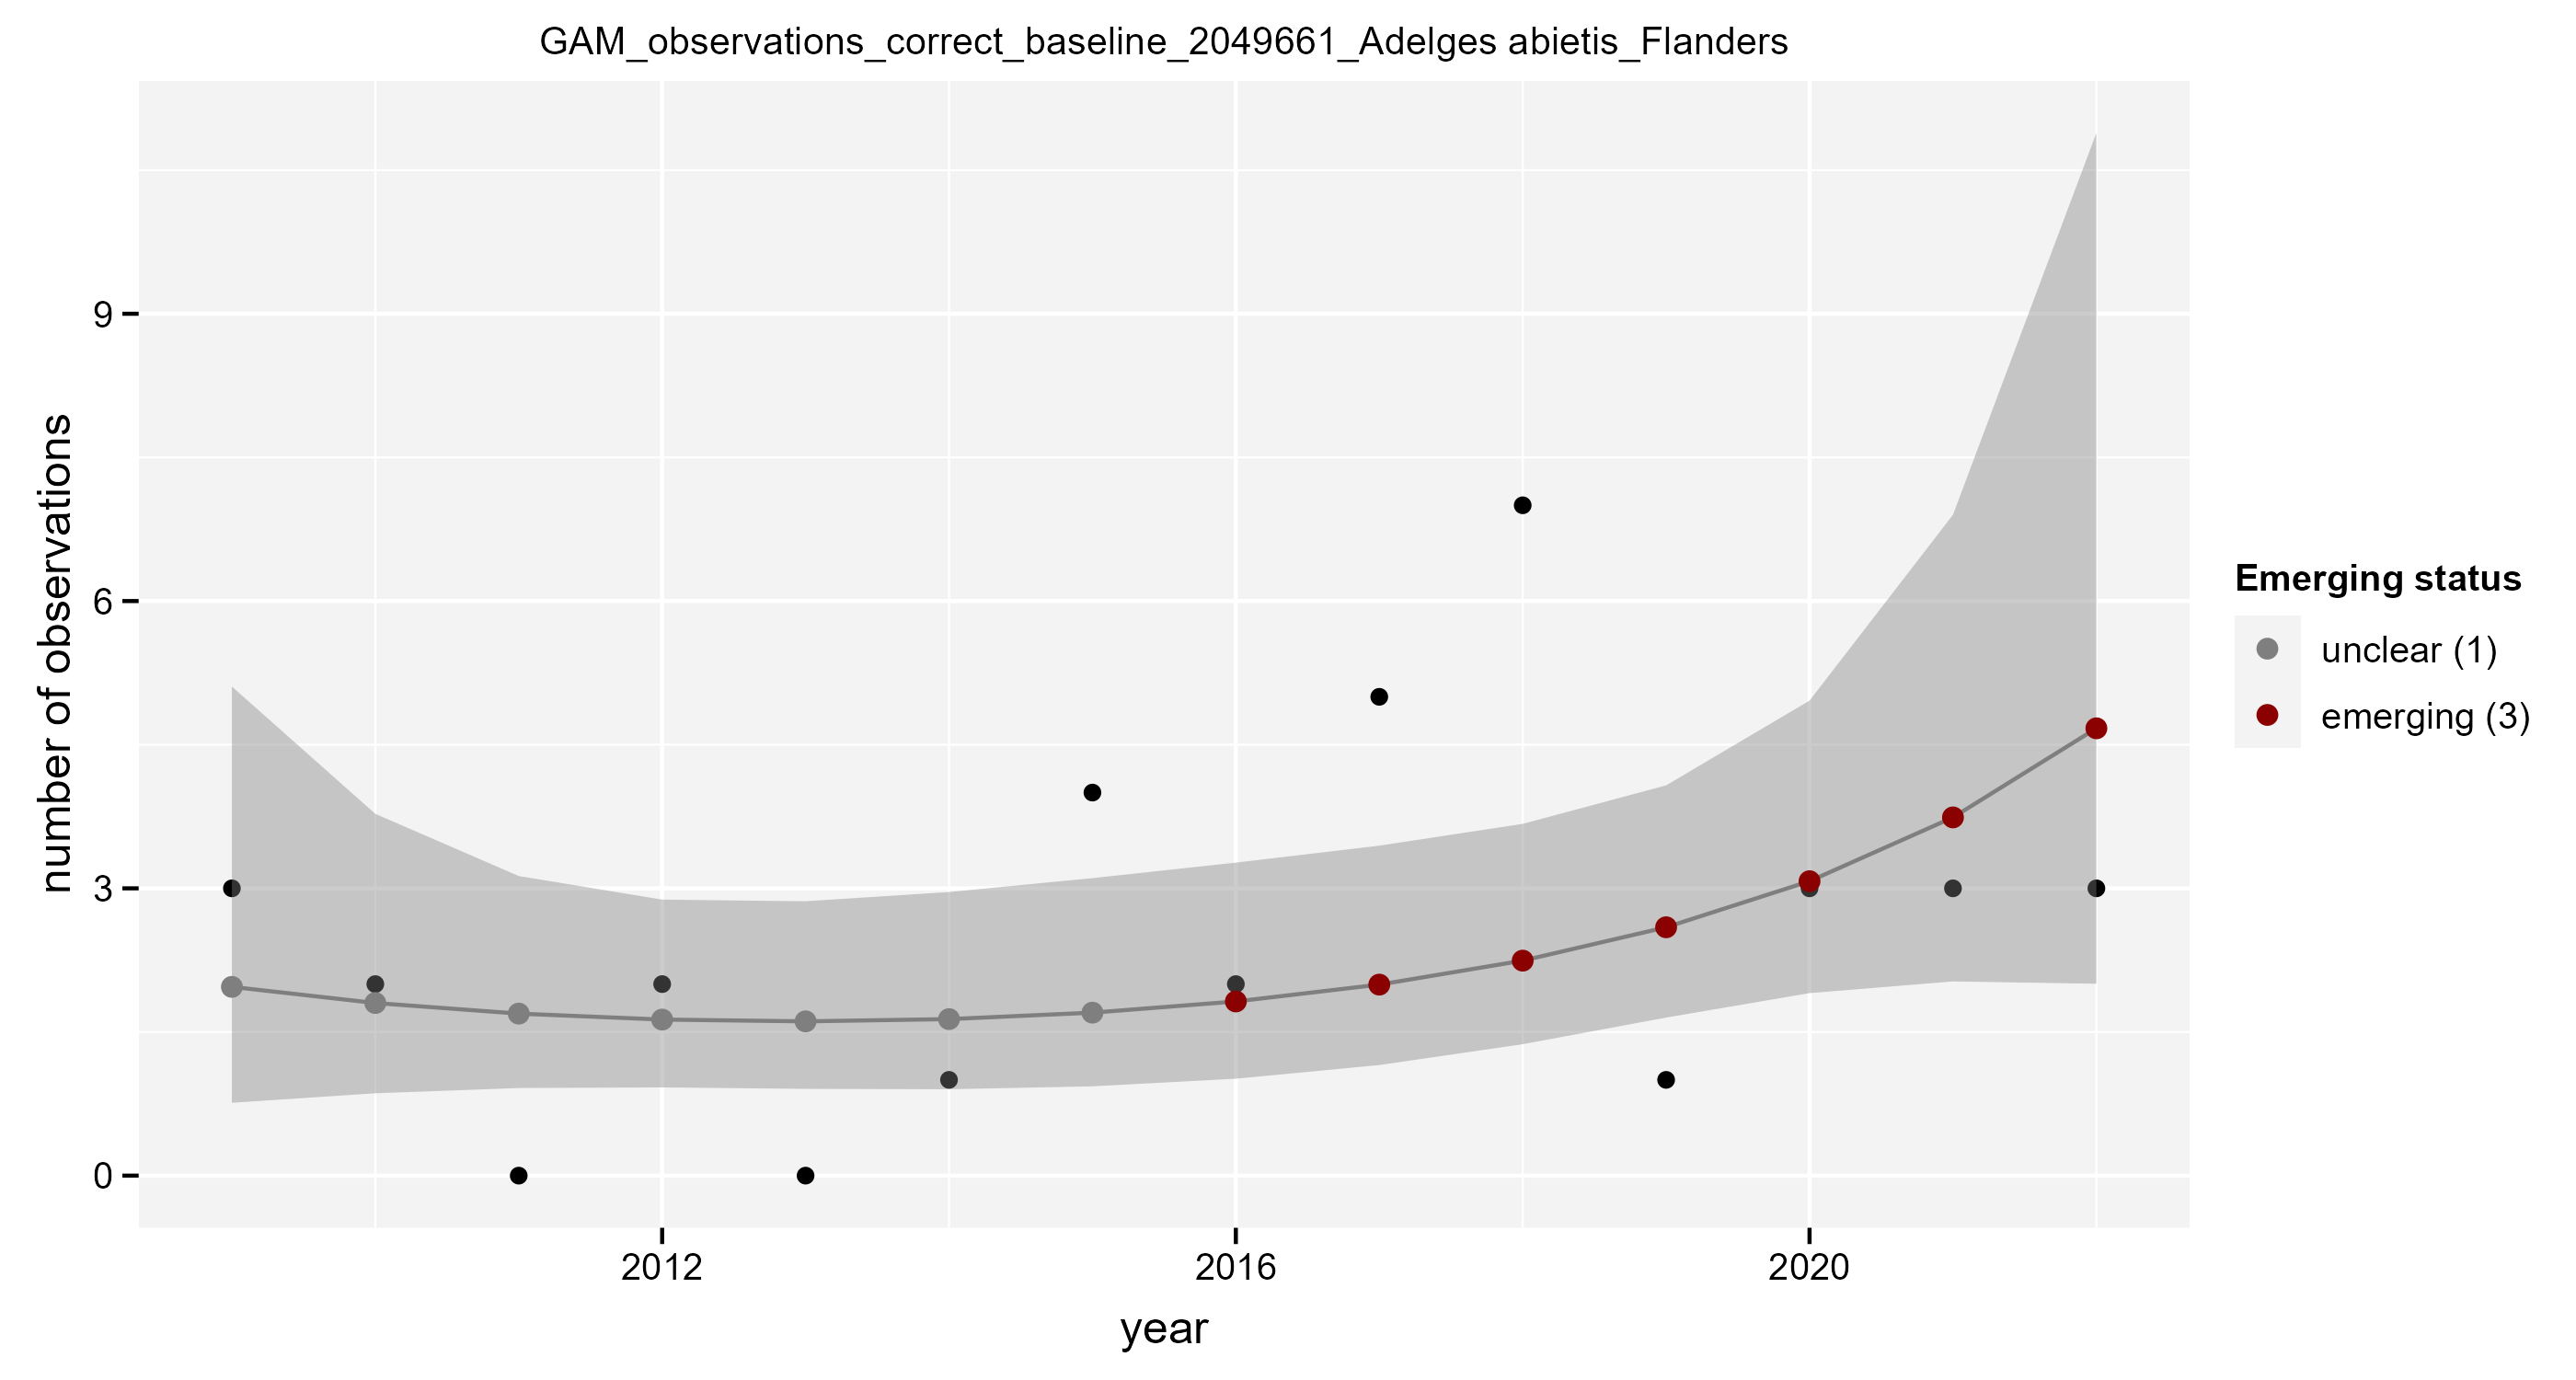 GAM_observations_correct_baseline_2049661_Adelges abietis_Flanders
number of observations
9
6
3
0
2012
2016
2020
year
Emerging status
unclear (1)
emerging (3)